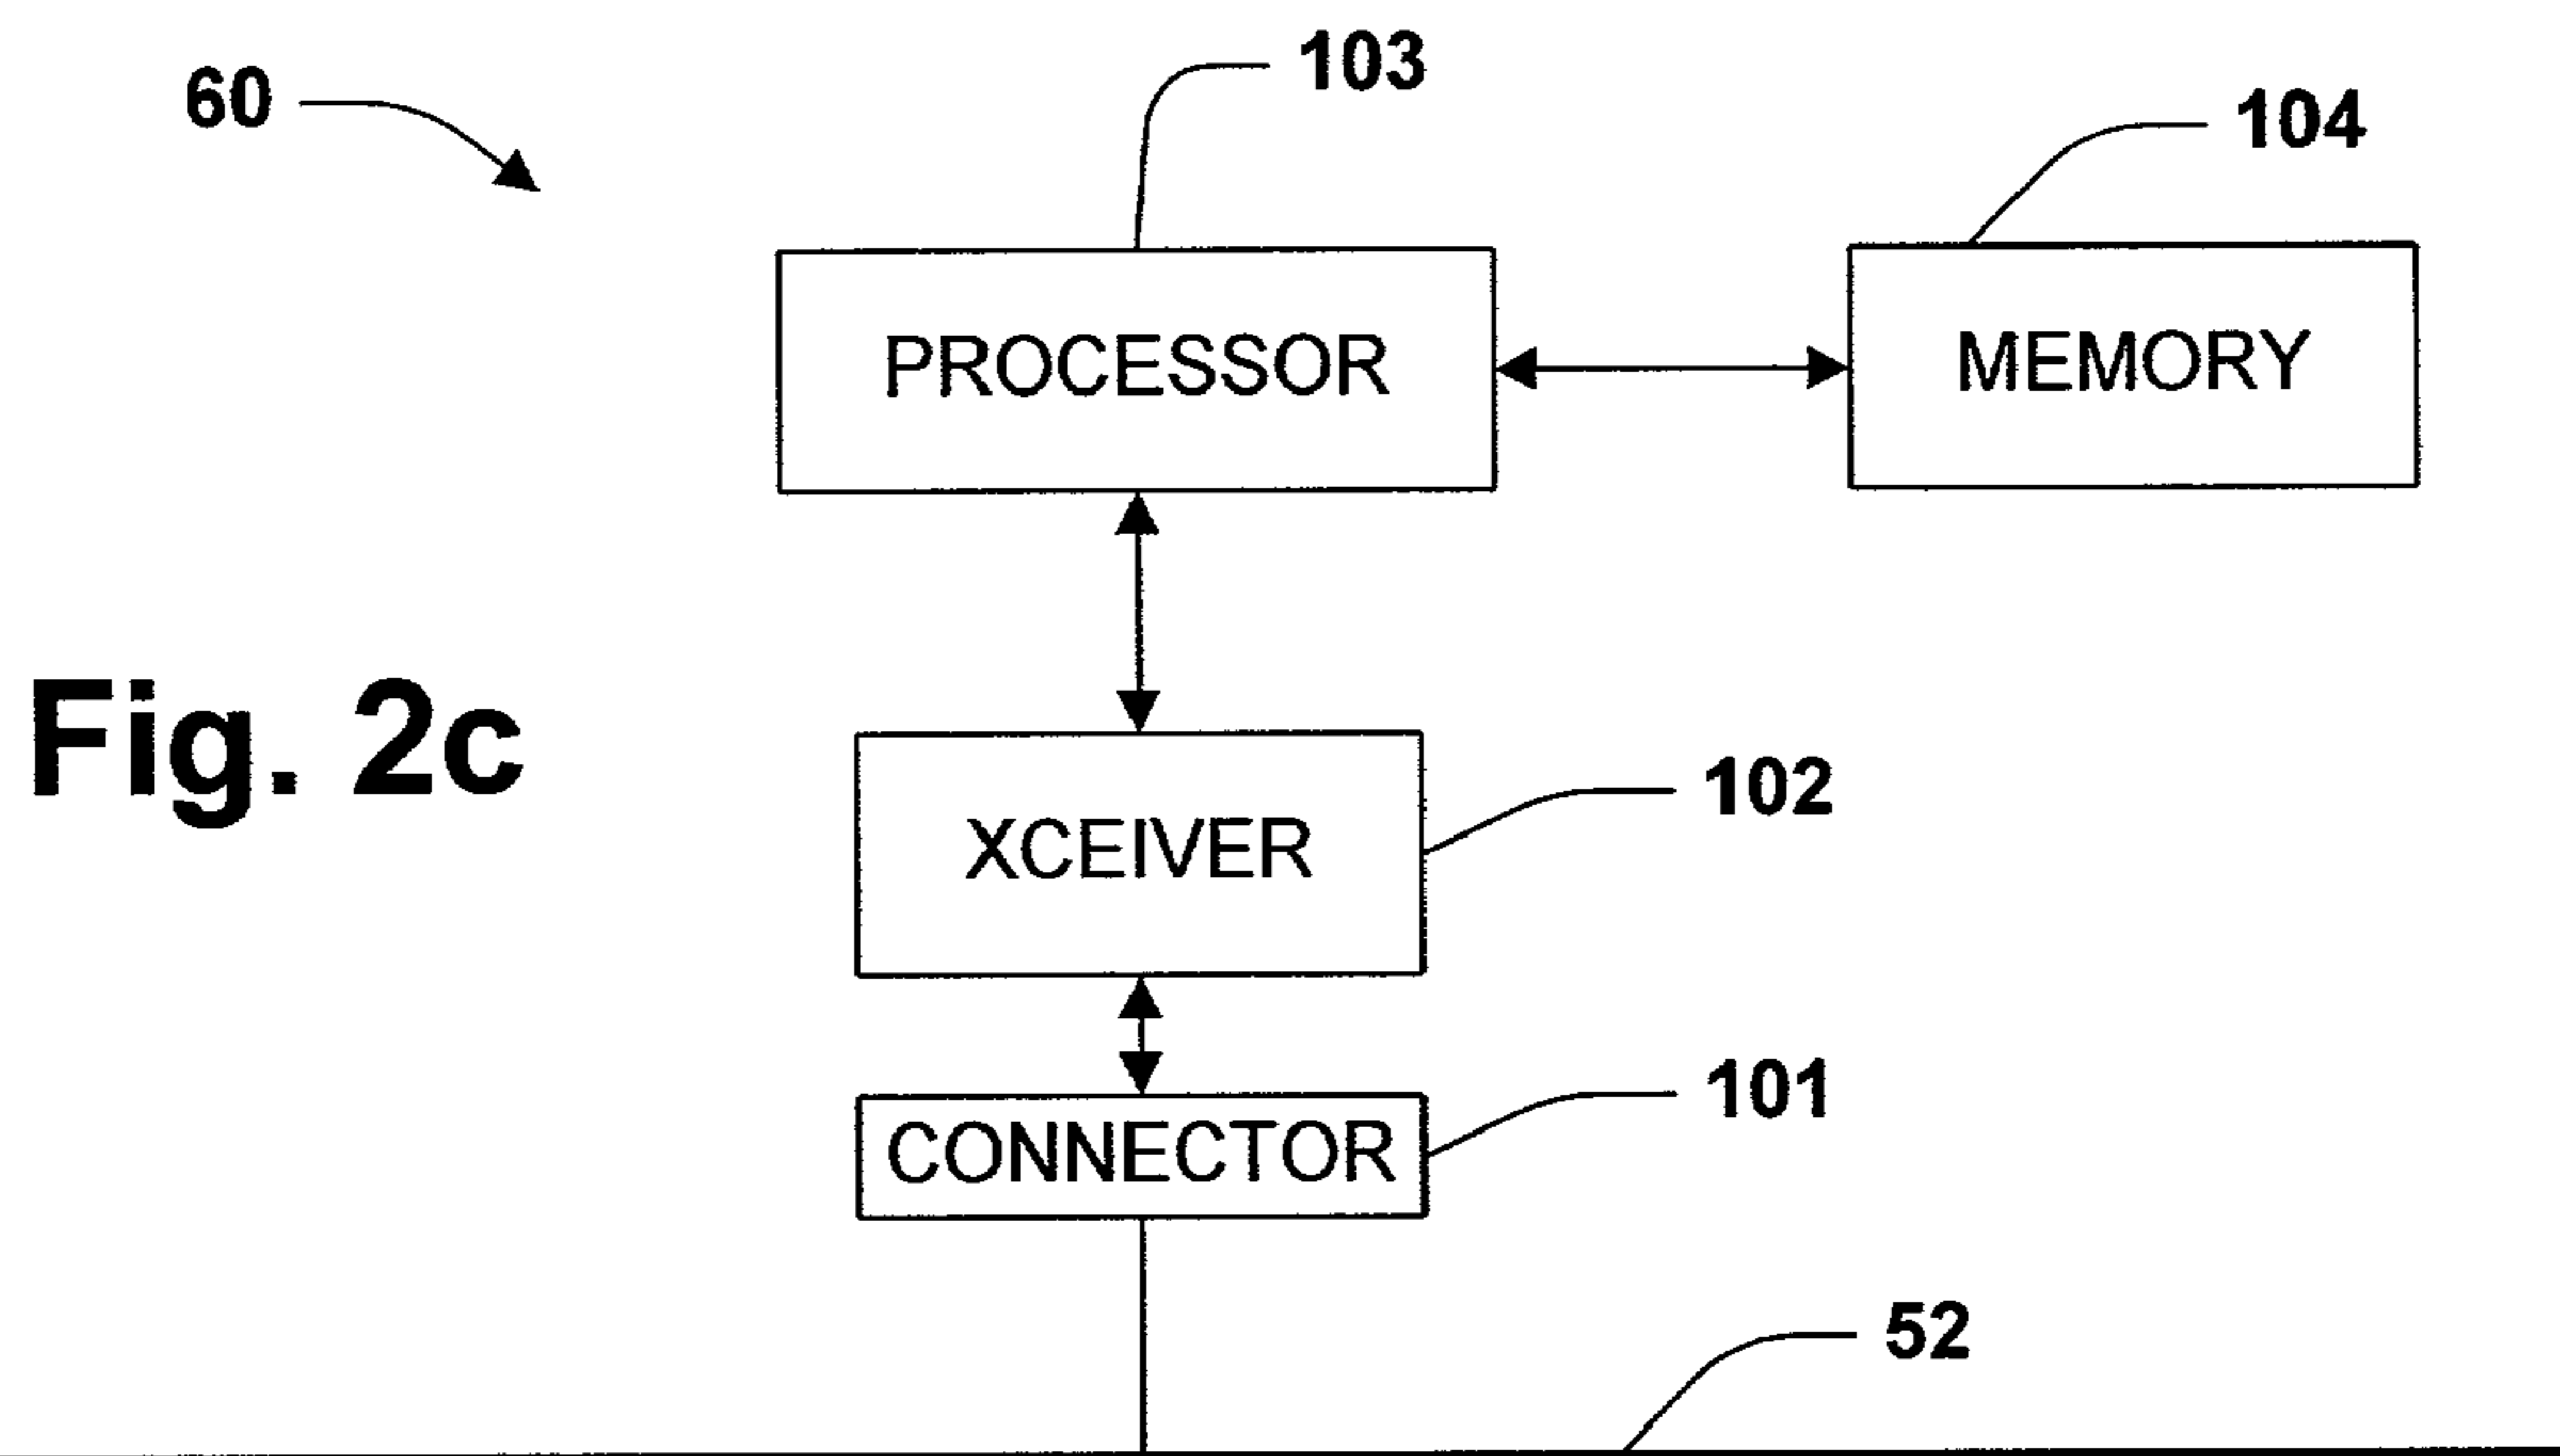 103
60
104
PROCESSOR
MEMORY
Fig. 2c
102
XCEIVER
101
CONNECTOR
52